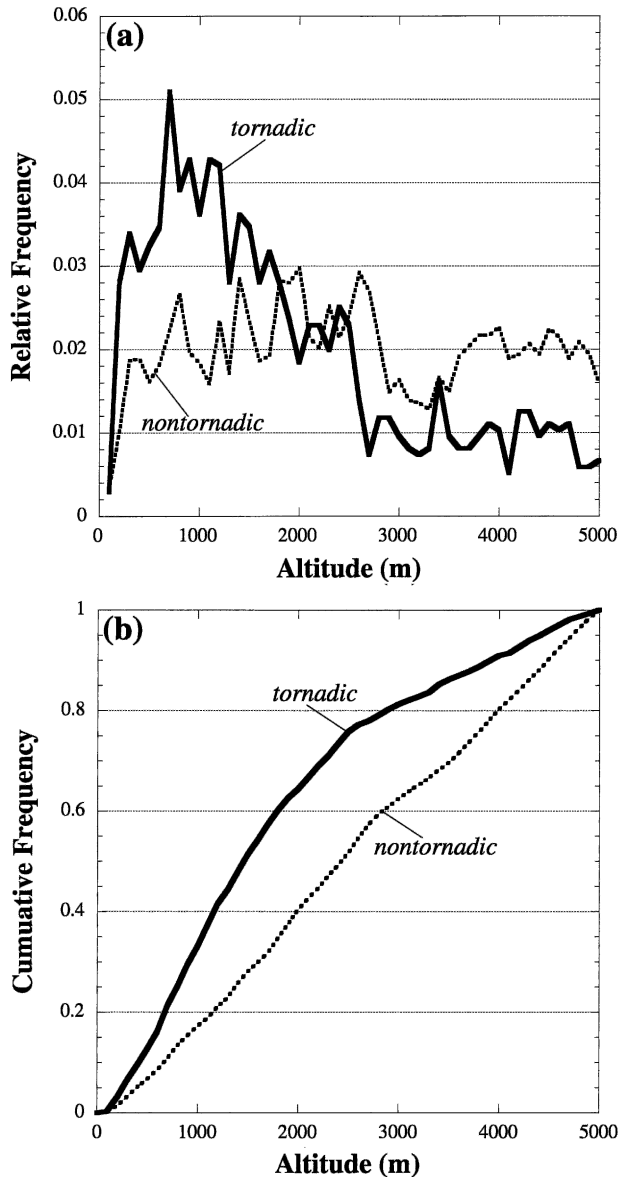 (a)
0.06
0.05
0.04
0.03
0.02
0.01
0
Relative Frequency
tornadic
nontornadic
0 1000 2000 3000 4000 5000
Altitude (m)
(b)
1
0.8
0.6
0.4
0.2
0
Cumuative Frequency
tornadic
nontornadic
0 1000 2000 3000 4000 5000
Altitude (m)